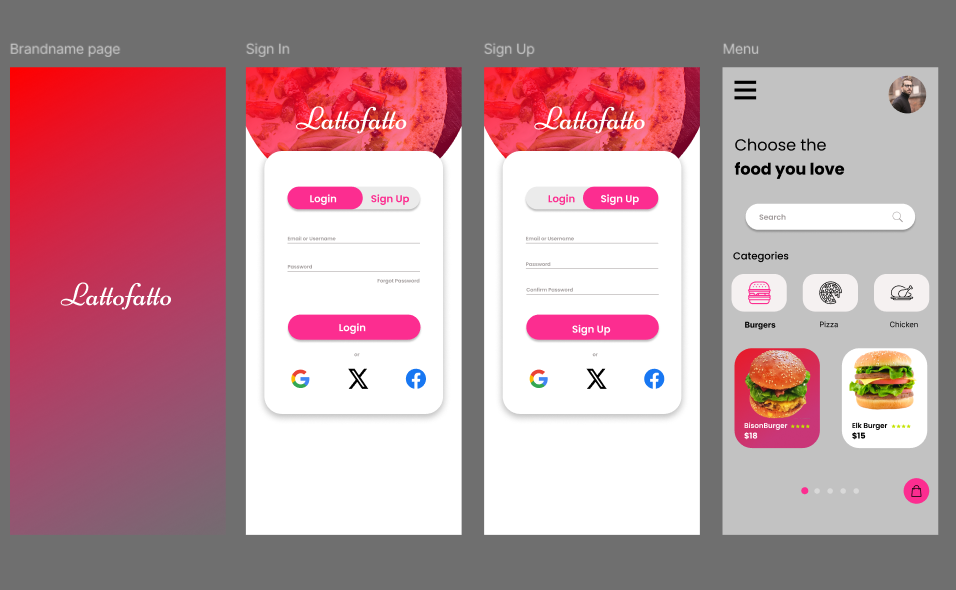 Brandname page
Lattofatto
Sign In
Lattofatto
Login
Sign Up
Email or Username
Password
Forgot Password
Login
or
Sign Up
Lattofatto
Login
Sign Up
Email or Username
Password
Confirm Password
Sign Up
or
Menu
Choose the
food you love
Search
Categories
Burgers
Pizza
Chicken
BisonBurger
$18
Elk Burger
$15